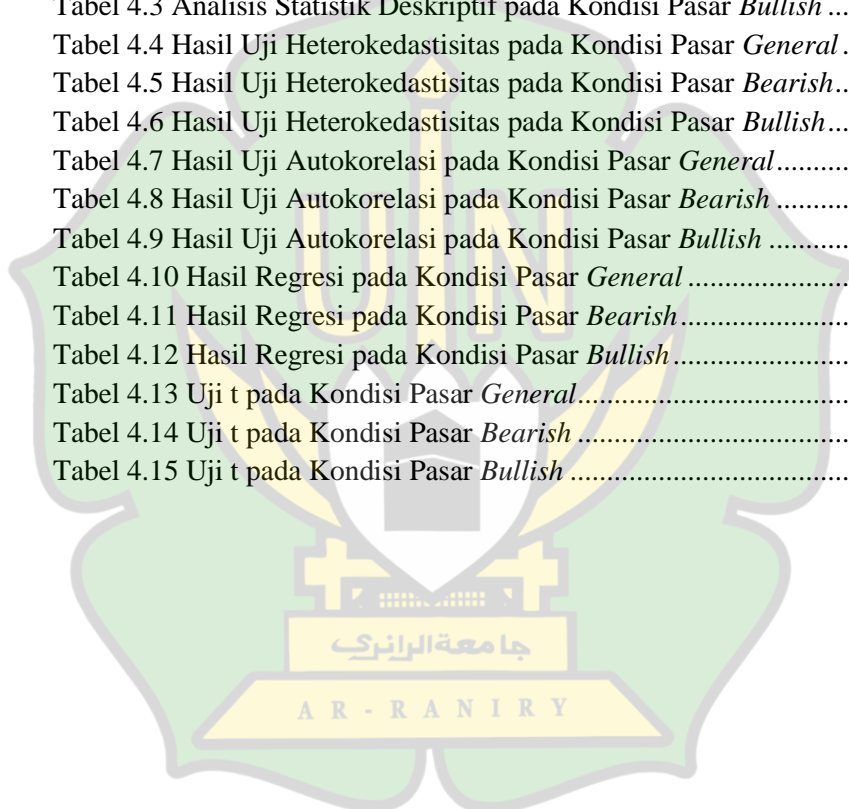 Tabel 4.3 Analisis Statistik Deskriptif pada Kondisi Pasar Bullish ...
Tabel 4.4 Hasil Uji Heterokedastisitas pada Kondisi Pasar General .
Tabel 4.5 Hasil Uji Heterokedastisitas pada Kondisi Pasar Bearish..
Tabel 4.6 Hasil Uji Heterokedastisitas pada Kondisi Pasar Bullish...
Tabel 4.7 Hasil Uji Autokorelasi pada Kondisi Pasar General..........
Tabel 4.8 Hasil Uji Autokorelasi pada Kondisi Pasar Bearish ..........
Tabel 4.9 Hasil Uji Autokorelasi pada Kondisi Pasar Bullish ...........
Tabel 4.10 Hasil Regresi pada Kondisi Pasar General ......................
Tabel 4.11 Hasil Regresi pada Kondisi Pasar Bearish.......................
Tabel 4.12 Hasil Regresi pada Kondisi Pasar Bullish........................
Tabel 4.13 Uji t pada Kondisi Pasar General.....................................
Tabel 4.14 Uji t pada Kondisi Pasar Bearish .....................................
Tabel 4.15 Uji t pada Kondisi Pasar Bullish ......................................
UIN
جامعة الرانري
AR-RANIRY